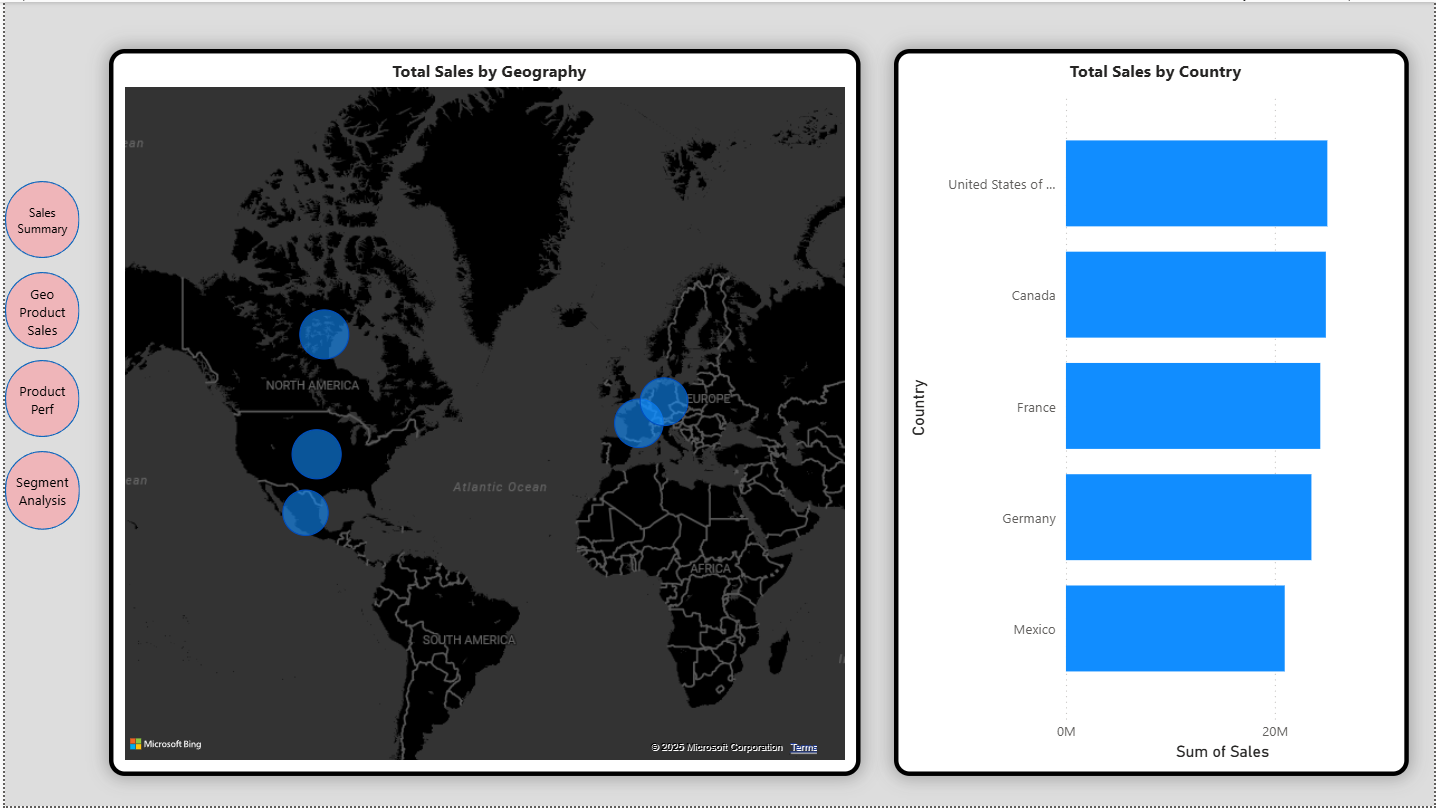 Sales
Summary
Geo
Product
Sales
Product
Perf
Segment
Analysis
Total Sales by Geography
ean
NORTH AMERICA
EUROPE
ean
Atlantic Ocean
AFRICA
SOUTH AMERICA
Microsoft Bing
© 2025 Microsoft Corporation Terms
Total Sales by Country
Country
United States of ...
Canada
France
Germany
Mexico
0M
20M
Sum of Sales